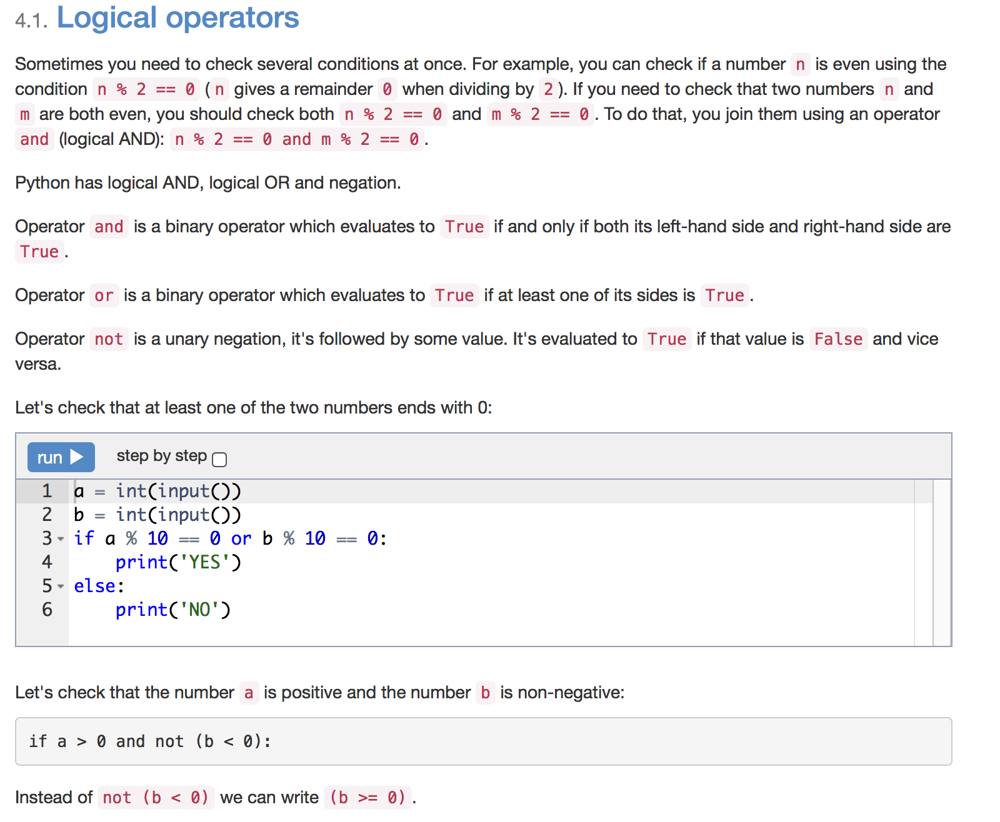 4.1. Logical operators
Sometimes you need to check several conditions at once. For example, you can check if a number n is even using the
condition n % 2 == 0 (n gives a remainder 0 when dividing by 2). If you need to check that two numbers n and
m are both even, you should check both n % 2 == 0 and m % 2 == 0. To do that, you join them using an operator
and (logical AND): n % 2 == 0 and m % 2 == 0.
Python has logical AND, logical OR and negation.
Operator and is a binary operator which evaluates to True if and only if both its left-hand side and right-hand side are
True.
Operator or is a binary operator which evaluates to True if at least one of its sides is True.
Operator not is a unary negation, it's followed by some value. It's evaluated to True if that value is False and vice
versa.
Let's check that at least one of the two numbers ends with 0:
run step by step
1 a = int(input())
2 b = int(input())
3 if a % 10 == 0 or b % 10 == 0:
4     print('YES')
5 else:
6     print('NO')
Let's check that the number a is positive and the number b is non-negative:
if a > 0 and not (b < 0):
Instead of not (b < 0) we can write (b >= 0).